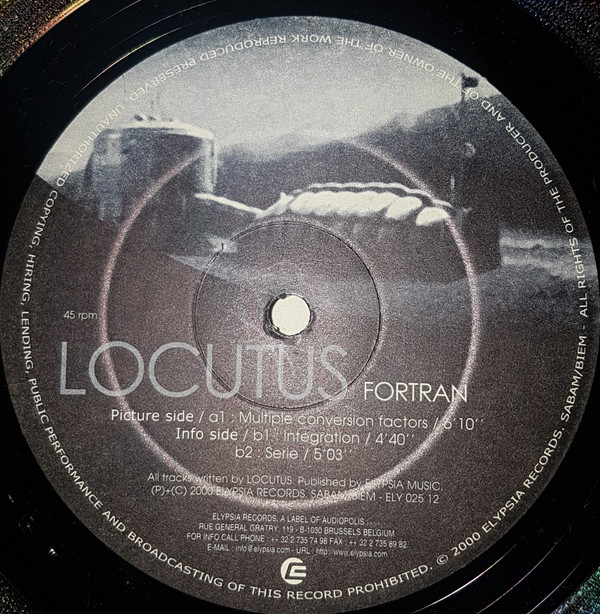 45 rpm
LOCUTUS FORTRAN
Picture side / a1 : Multiple conversion factors / 6'10''
Info side / b1 : Integration / 4'40''
b2 : Serie / 5'03''
All tracks written by LOCUTUS. Published by ELYPSIA MUSIC.
(P)+(C) 2000 ELYPSIA RECORDS. SABAM/BIEM - ELY 025 12
ELYPSIA RECORDS, A LABEL OF AUDIOPOLIS
RUE GENERAL GRATRY, 119 - B-1030 BRUSSELS BELGIUM
FOR INFO CALL PHONE : ++ 32 2 735 74 98 FAX : ++ 32 2 735 89 82
E-MAIL : info@elypsia.com - URL : http://www.elypsia.com
© 2000 ELYPSIA RECORDS. SABAM/BIEM - ALL RIGHTS OF THE PRODUCER AND OF THE OWNER OF THE WORK REPRODUCED PRESERVED. UNAUTHORIZED COPYING, HIRING, LENDING, PUBLIC PERFORMANCE AND BROADCASTING OF THIS RECORD PROHIBITED.